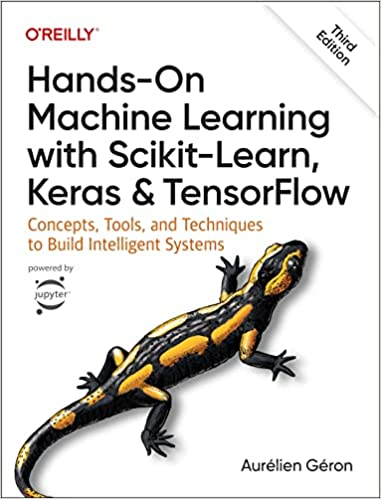 O'REILLY®
Third
Edition
Hands-On
Machine Learning
with Scikit-Learn,
Keras & TensorFlow
Concepts, Tools, and Techniques
to Build Intelligent Systems
powered by
jupyter
Aurélien Géron